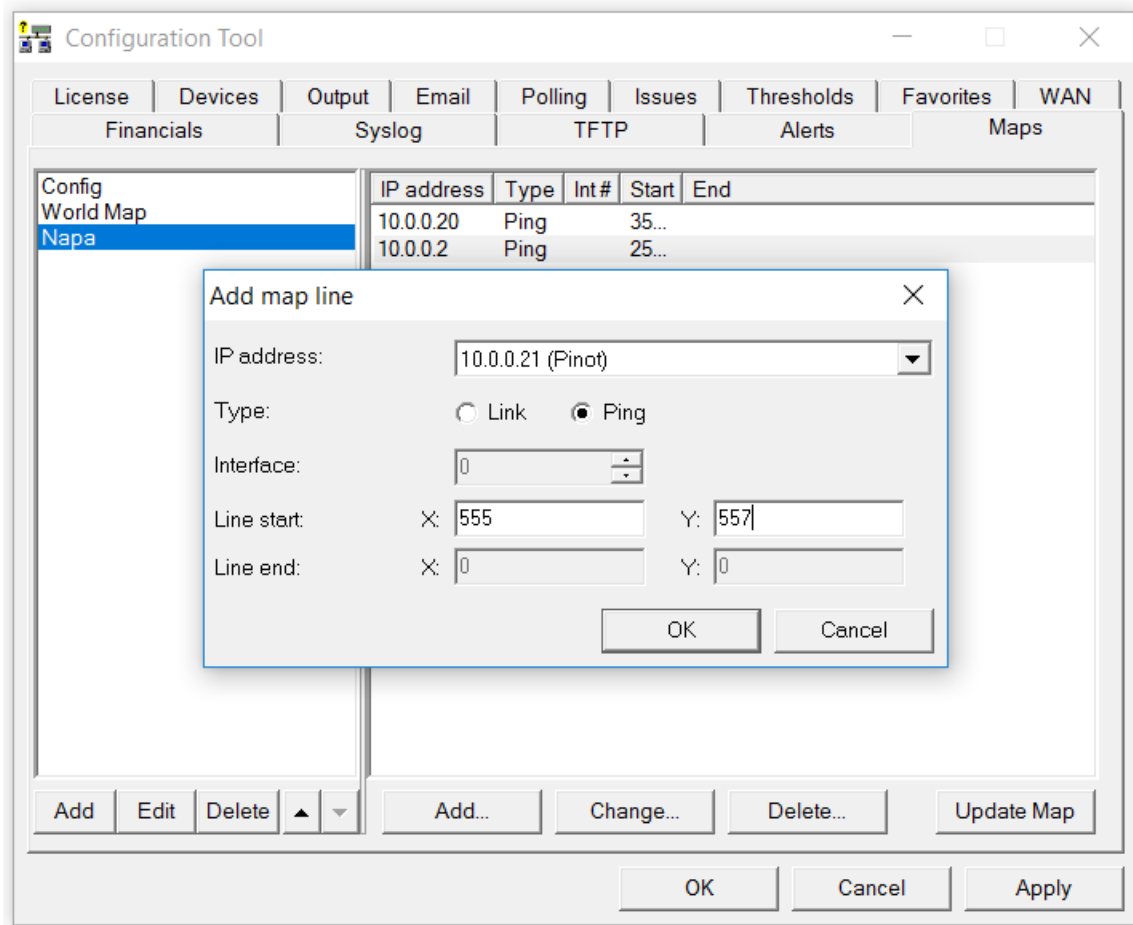 Configuration Tool
License Devices Output Email Polling Issues Thresholds Favorites WAN
Financials Syslog TFTP Alerts Maps
Config
World Map
Napa
IP address Type Int# Start End
10.0.0.20 Ping 35...
10.0.0.2 Ping 25...
Add map line
IP address: 10.0.0.21 (Pinot)
Type: Link Ping
Interface: 0
Line start: X: 555 Y: 557
Line end: X: 0 Y: 0
OK Cancel
Add Edit Delete Add... Change... Delete... Update Map
OK Cancel Apply